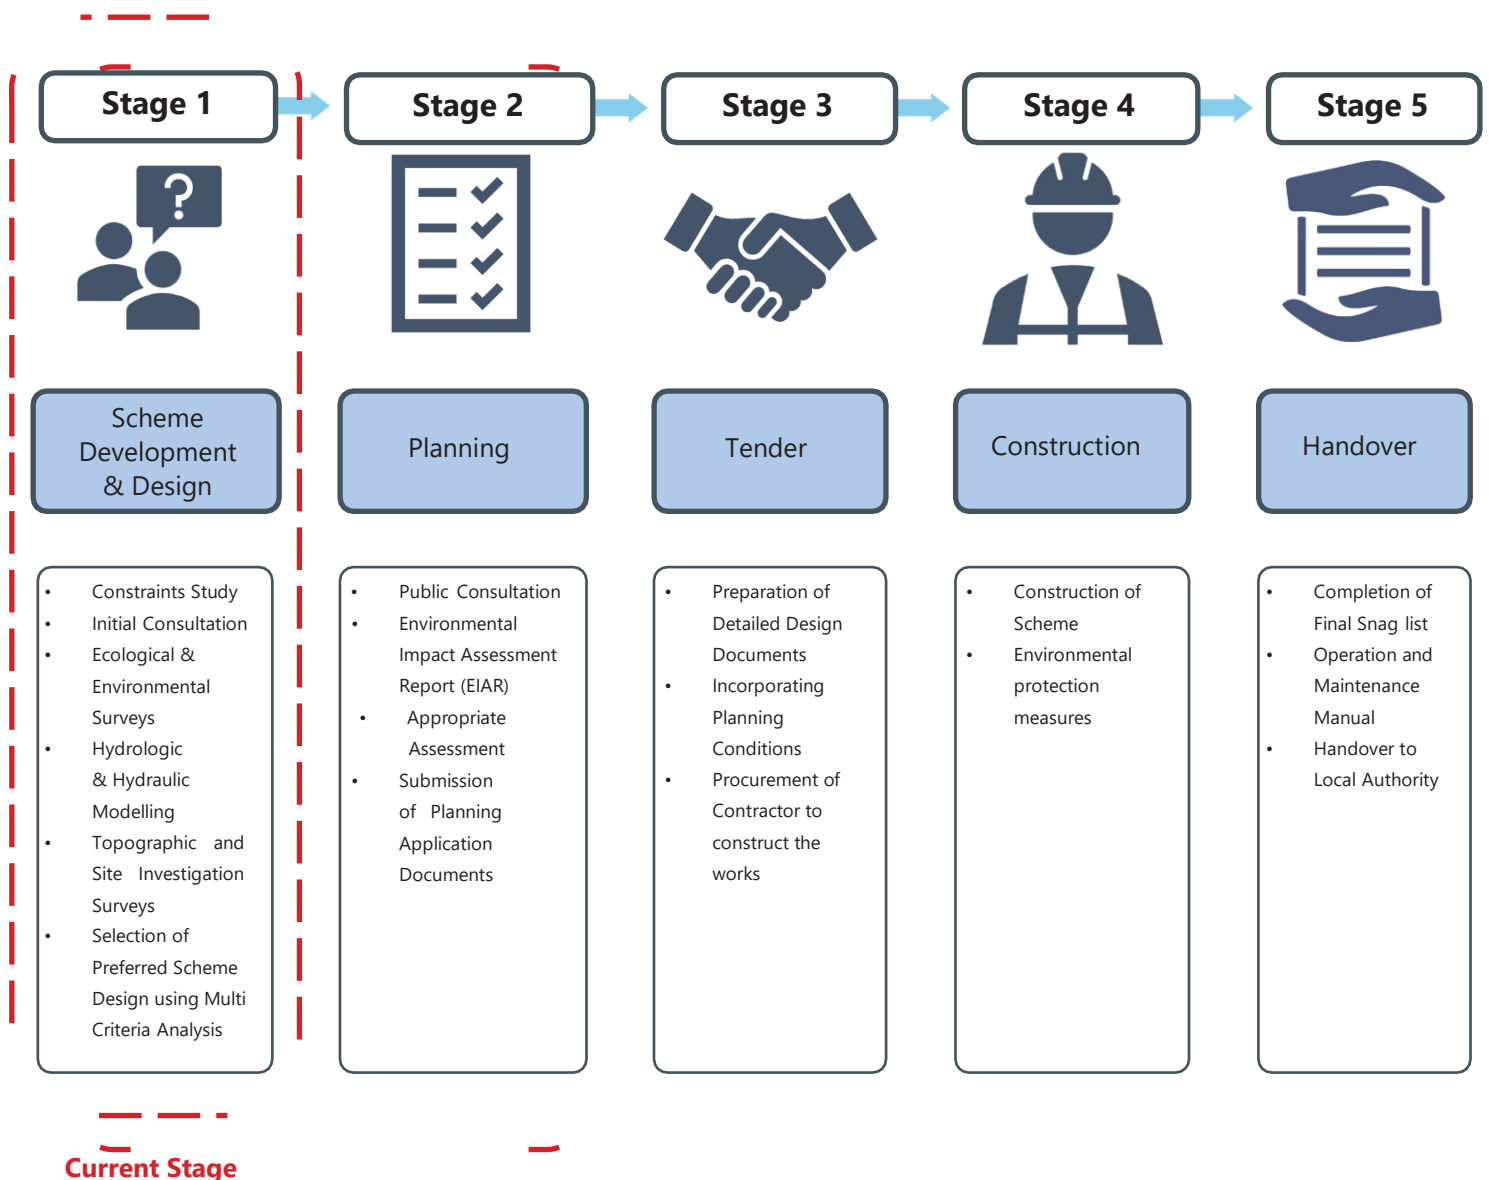 Stage 1
Stage 2
Stage 3
Stage 4
Stage 5
?
Scheme
Development
& Design
Planning
Tender
Construction
Handover
• Constraints Study
• Initial Consultation
• Ecological &
Environmental
Surveys
• Hydrologic
& Hydraulic
Modelling
• Topographic and
Site Investigation
Surveys
• Selection of
Preferred Scheme
Design using Multi
Criteria Analysis
• Public Consultation
• Environmental
Impact Assessment
Report (EIAR)
• Appropriate
Assessment
• Submission
of Planning
Application
Documents
• Preparation of
Detailed Design
Documents
• Incorporating
Planning
Conditions
• Procurement of
Contractor to
construct the
works
• Construction of
Scheme
• Environmental
protection
measures
• Completion of
Final Snag list
• Operation and
Maintenance
Manual
• Handover to
Local Authority
Current Stage